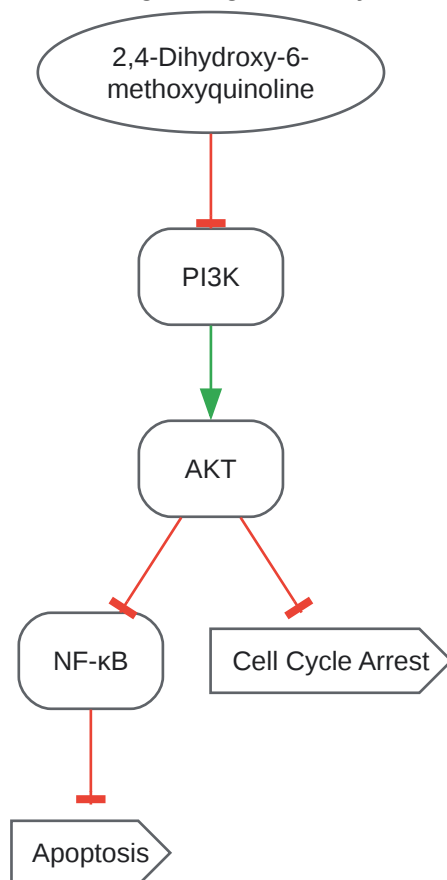 2,4-Dihydroxy-6-
methoxyquinoline
PI3K
AKT
NF-κB
Cell Cycle Arrest
Apoptosis